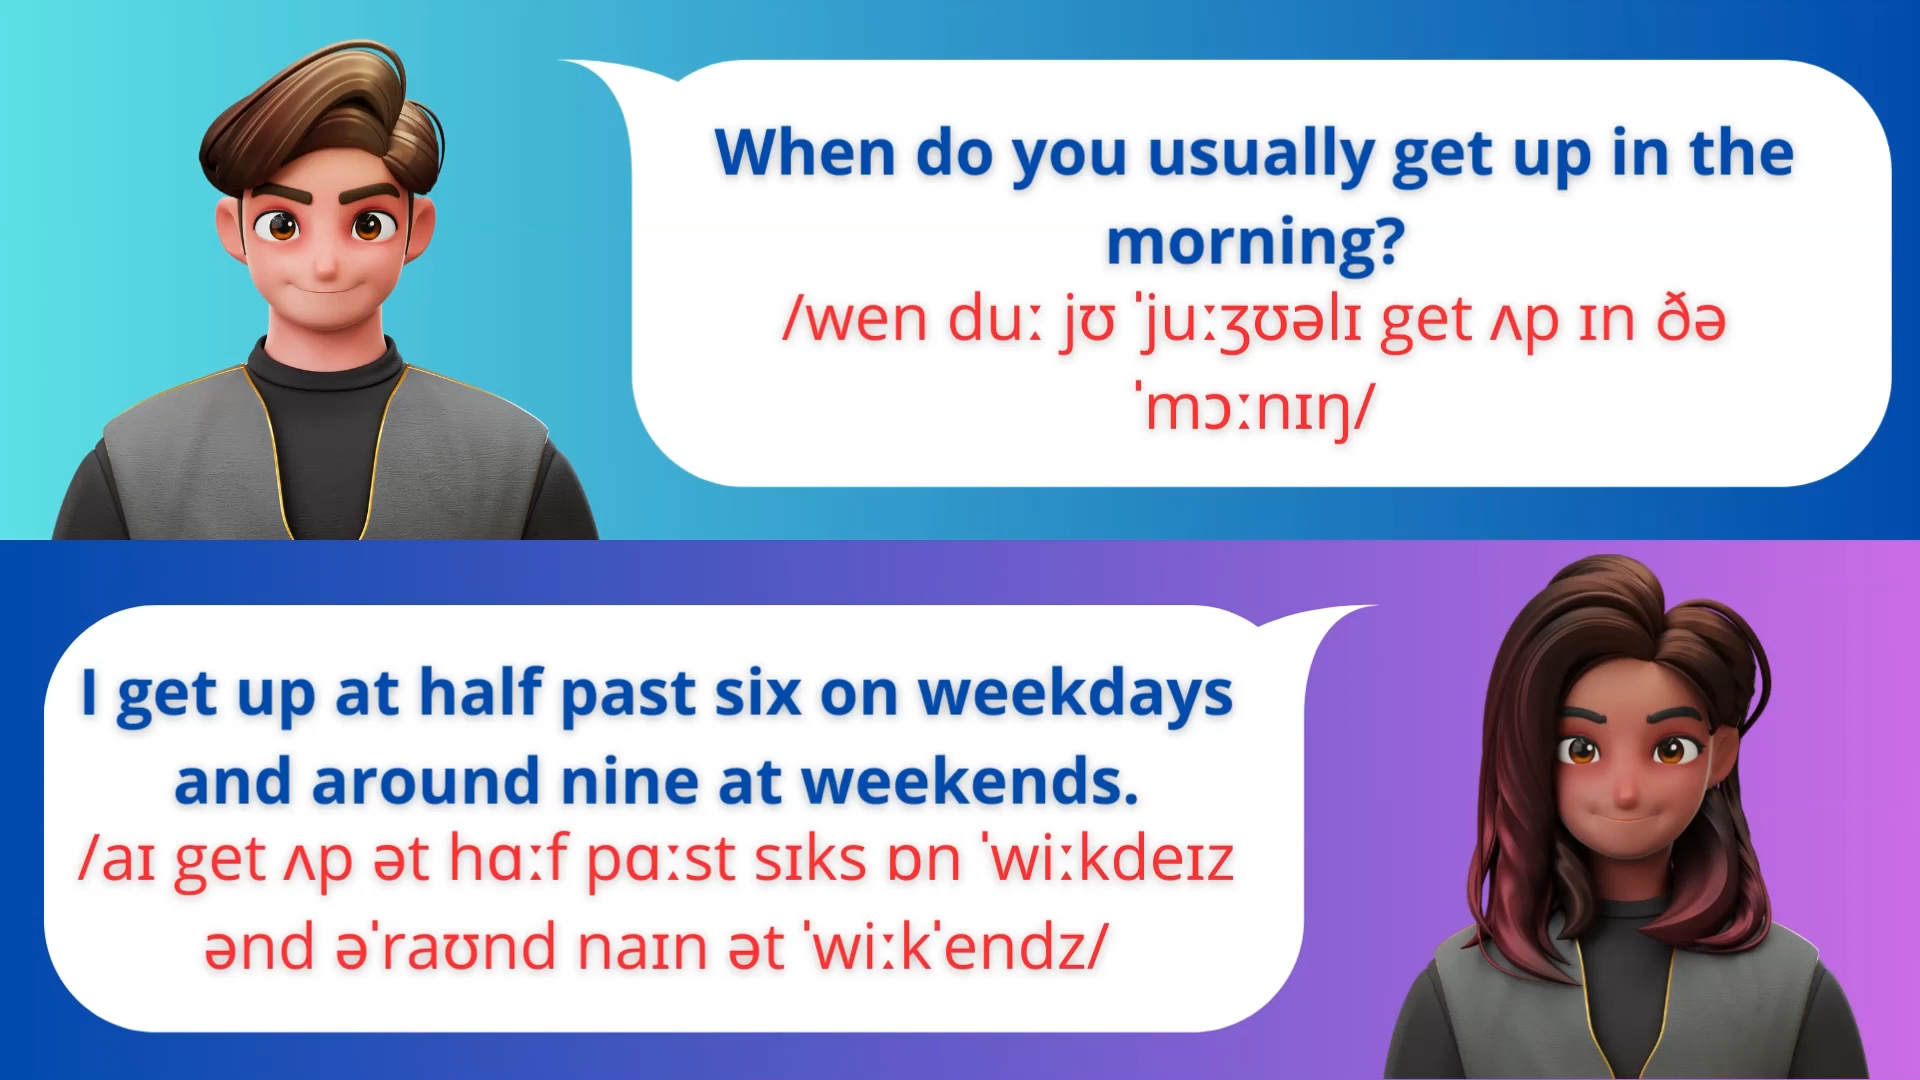 When do you usually get up in the
morning?
/wen duː jʊ ˈjuːʒʊəlɪ get ʌp ɪn ðə
ˈmɔːnɪŋ/
I get up at half past six on weekdays
and around nine at weekends.
/aɪ get ʌp ət hɑːf pɑːst sɪks ɒn ˈwiːkdeɪz
ənd əˈraʊnd naɪn ət ˈwiːkˈendz/